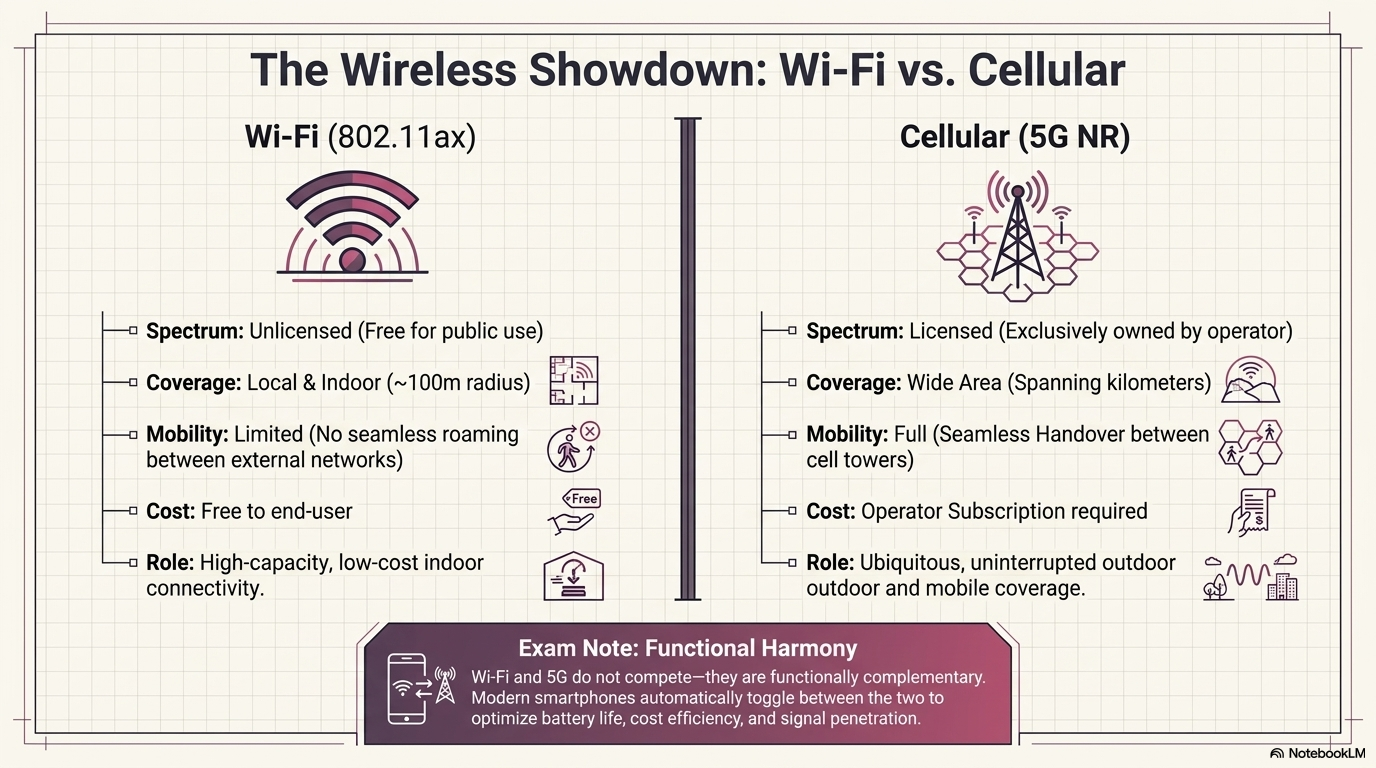 The Wireless Showdown: Wi-Fi vs. Cellular
Wi-Fi (802.11ax)
Spectrum: Unlicensed (Free for public use)
Coverage: Local & Indoor (~100m radius)
Mobility: Limited (No seamless roaming
between external networks)
Cost: Free to end-user
Free
Role: High-capacity, low-cost indoor
connectivity.
Cellular (5G NR)
Spectrum: Licensed (Exclusively owned by operator)
Coverage: Wide Area (Spanning kilometers)
Mobility: Full (Seamless Handover between
cell towers)
Cost: Operator Subscription required
$
Role: Ubiquitous, uninterrupted outdoor
outdoor and mobile coverage.
Exam Note: Functional Harmony
Wi-Fi and 5G do not compete—they are functionally complementary.
Modern smartphones automatically toggle between the two to
optimize battery life, cost efficiency, and signal penetration.
NotebookLM